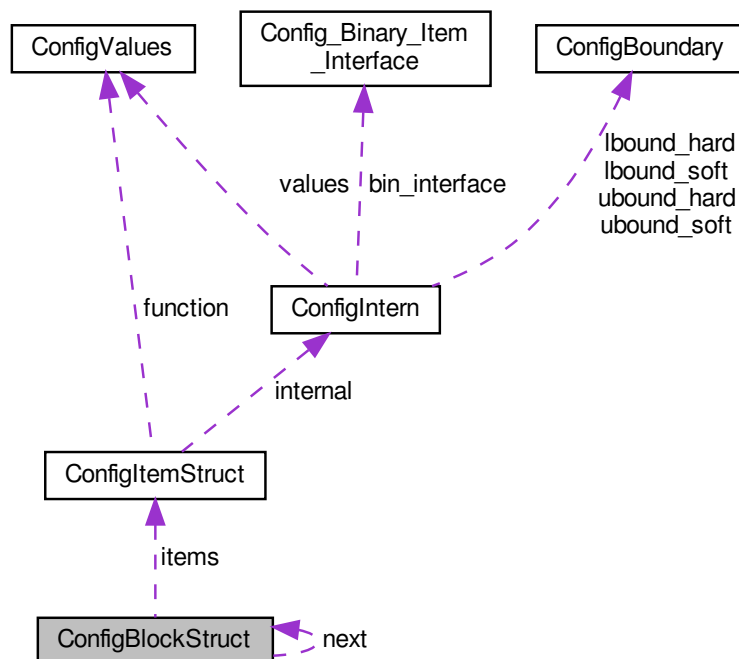 ConfigValues
Config_Binary_Item
_Interface
ConfigBoundary
lbound_hard
lbound_soft
ubound_hard
ubound_soft
values
bin_interface
function
ConfigIntern
internal
ConfigItemStruct
items
ConfigBlockStruct
next